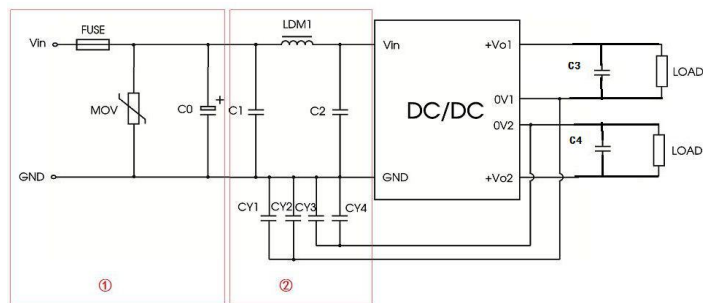 FUSE
LDM1
Vin
Vin
+Vo1
C3
LOAD
MOV
C0
+
C1
C2
DC/DC
0V1
0V2
C4
LOAD
GND
GND
+Vo2
CY1
CY2
CY3
CY4
①
②